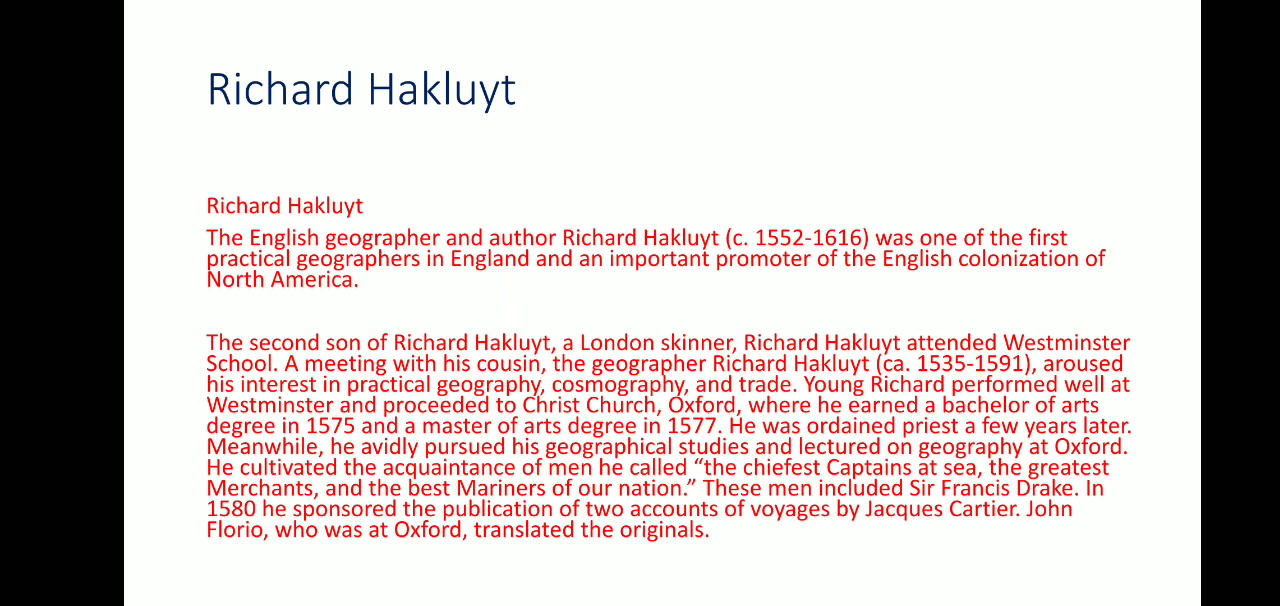 Richard Hakluyt
Richard Hakluyt
The English geographer and author Richard Hakluyt (c. 1552-1616) was one of the first
practical geographers in England and an important promoter of the English colonization of
North America.
The second son of Richard Hakluyt, a London skinner, Richard Hakluyt attended Westminster
School. A meeting with his cousin, the geographer Richard Hakluyt (ca. 1535-1591), aroused
his interest in practical geography, cosmography, and trade. Young Richard performed well at
Westminster and proceeded to Christ Church, Oxford, where he earned a bachelor of arts
degree in 1575 and a master of arts degree in 1577. He was ordained priest a few years later.
Meanwhile, he avidly pursued his geographical studies and lectured on geography at Oxford.
He cultivated the acquaintance of men he called “the chiefest Captains at sea, the greatest
Merchants, and the best Mariners of our nation.” These men included Sir Francis Drake. In
1580 he sponsored the publication of two accounts of voyages by Jacques Cartier. John
Florio, who was at Oxford, translated the originals.